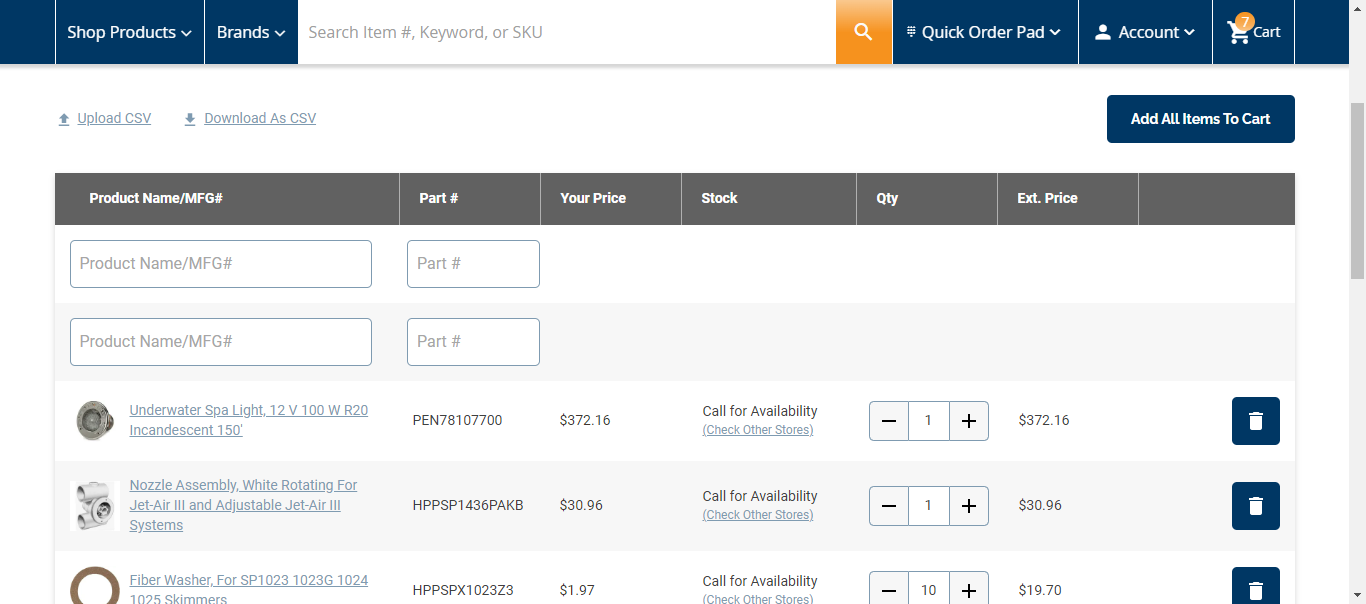 Shop Products
Brands
Search Item #, Keyword, or SKU
Quick Order Pad
Account
7
Cart
Upload CSV
Download As CSV
Add All Items To Cart
Product Name/MFG#
Part #
Your Price
Stock
Qty
Ext. Price
Product Name/MFG#
Part #
Product Name/MFG#
Part #
Underwater Spa Light, 12 V 100 W R20
Incandescent 150'
PEN78107700
$372.16
Call for Availability
(Check Other Stores)
1
$372.16
Nozzle Assembly, White Rotating For
Jet-Air III and Adjustable Jet-Air III
Systems
HPPSP1436PAKB
$30.96
Call for Availability
(Check Other Stores)
1
$30.96
Fiber Washer, For SP1023 1023G 1024
1025 Skimmers
HPPSPX1023Z3
$1.97
Call for Availability
(Check Other Stores)
10
$19.70